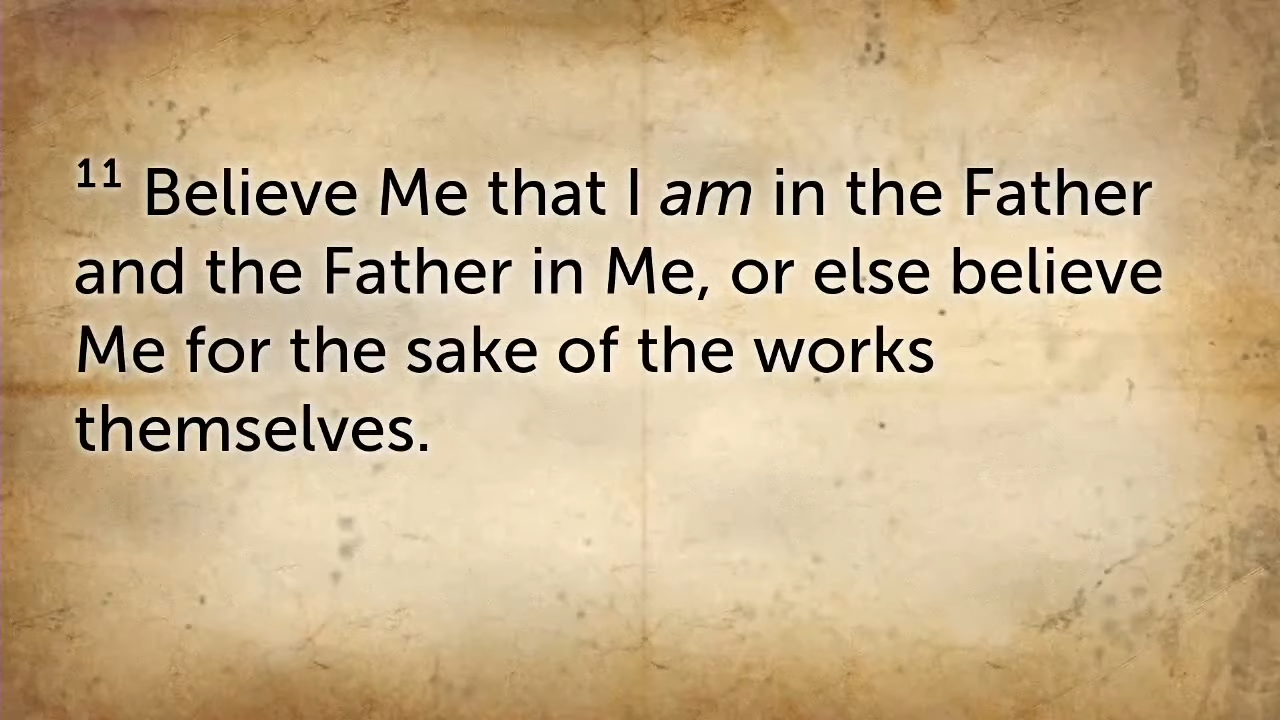 11 Believe Me that I am in the Father
and the Father in Me, or else believe
Me for the sake of the works
themselves.